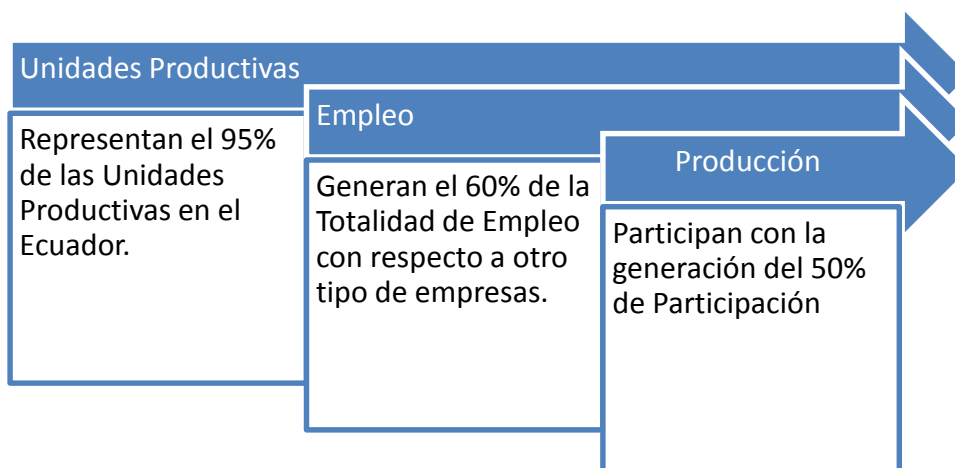 Unidades Productivas
Representan el 95%
de las Unidades
Productivas en el
Ecuador.
Empleo
Generan el 60% de la
Totalidad de Empleo
con respecto a otro
tipo de empresas.
Producción
Participan con la
generación del 50%
de Participación